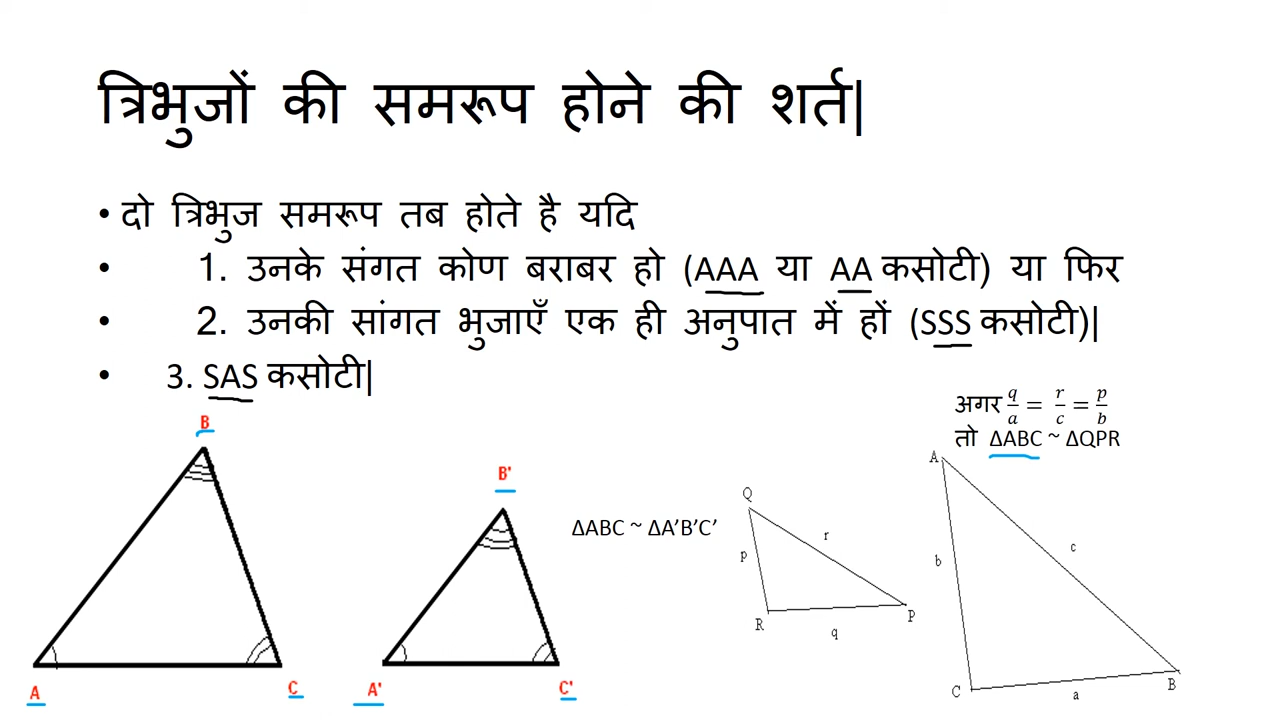 त्रिभुजों की समरूप होने की शर्त|
• दो त्रिभुज समरूप तब होते है यदि
• 1. उनके संगत कोण बराबर हो (AAA या AA कसोटी) या फिर
• 2. उनकी सांगत भुजाएँ एक ही अनुपात में हों (SSS कसोटी)|
• 3. SAS कसोटी|
अगर q/a = r/c = p/b
तो ΔABC ~ ΔQPR
B
A
C
B'
A'
C'
ΔABC ~ ΔA’B’C’
Q
r
p
R
q
P
A
c
b
C
a
B